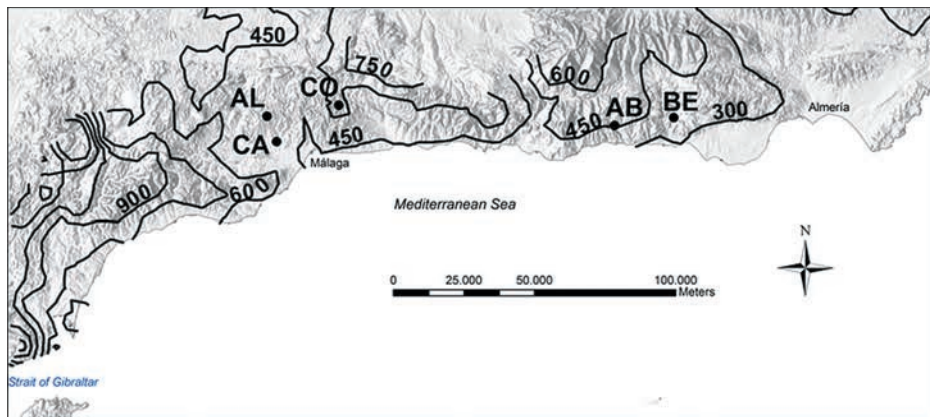 450
750
600
AL
CO
AB
BE
450
300
Almería
CA
450
Málaga
900
600
Mediterranean Sea
N
0 25.000 50.000 100.000
Meters
Strait of Gibraltar